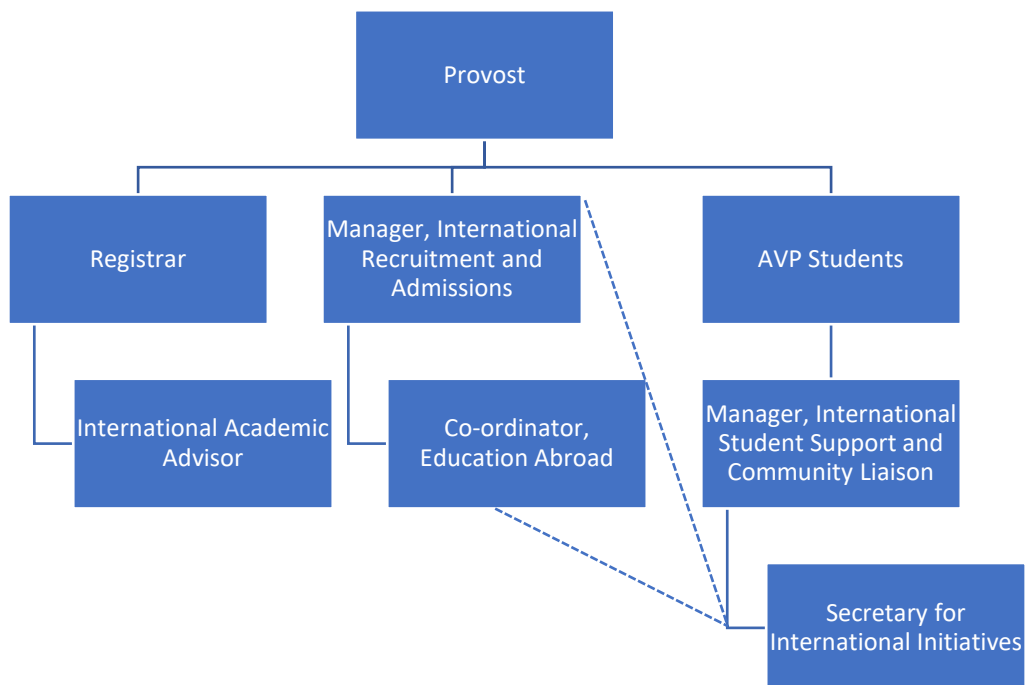 Provost
Registrar
Manager, International
Recruitment and
Admissions
AVP Students
International Academic
Advisor
Co-ordinator,
Education Abroad
Manager, International
Student Support and
Community Liaison
Secretary for
International Initiatives